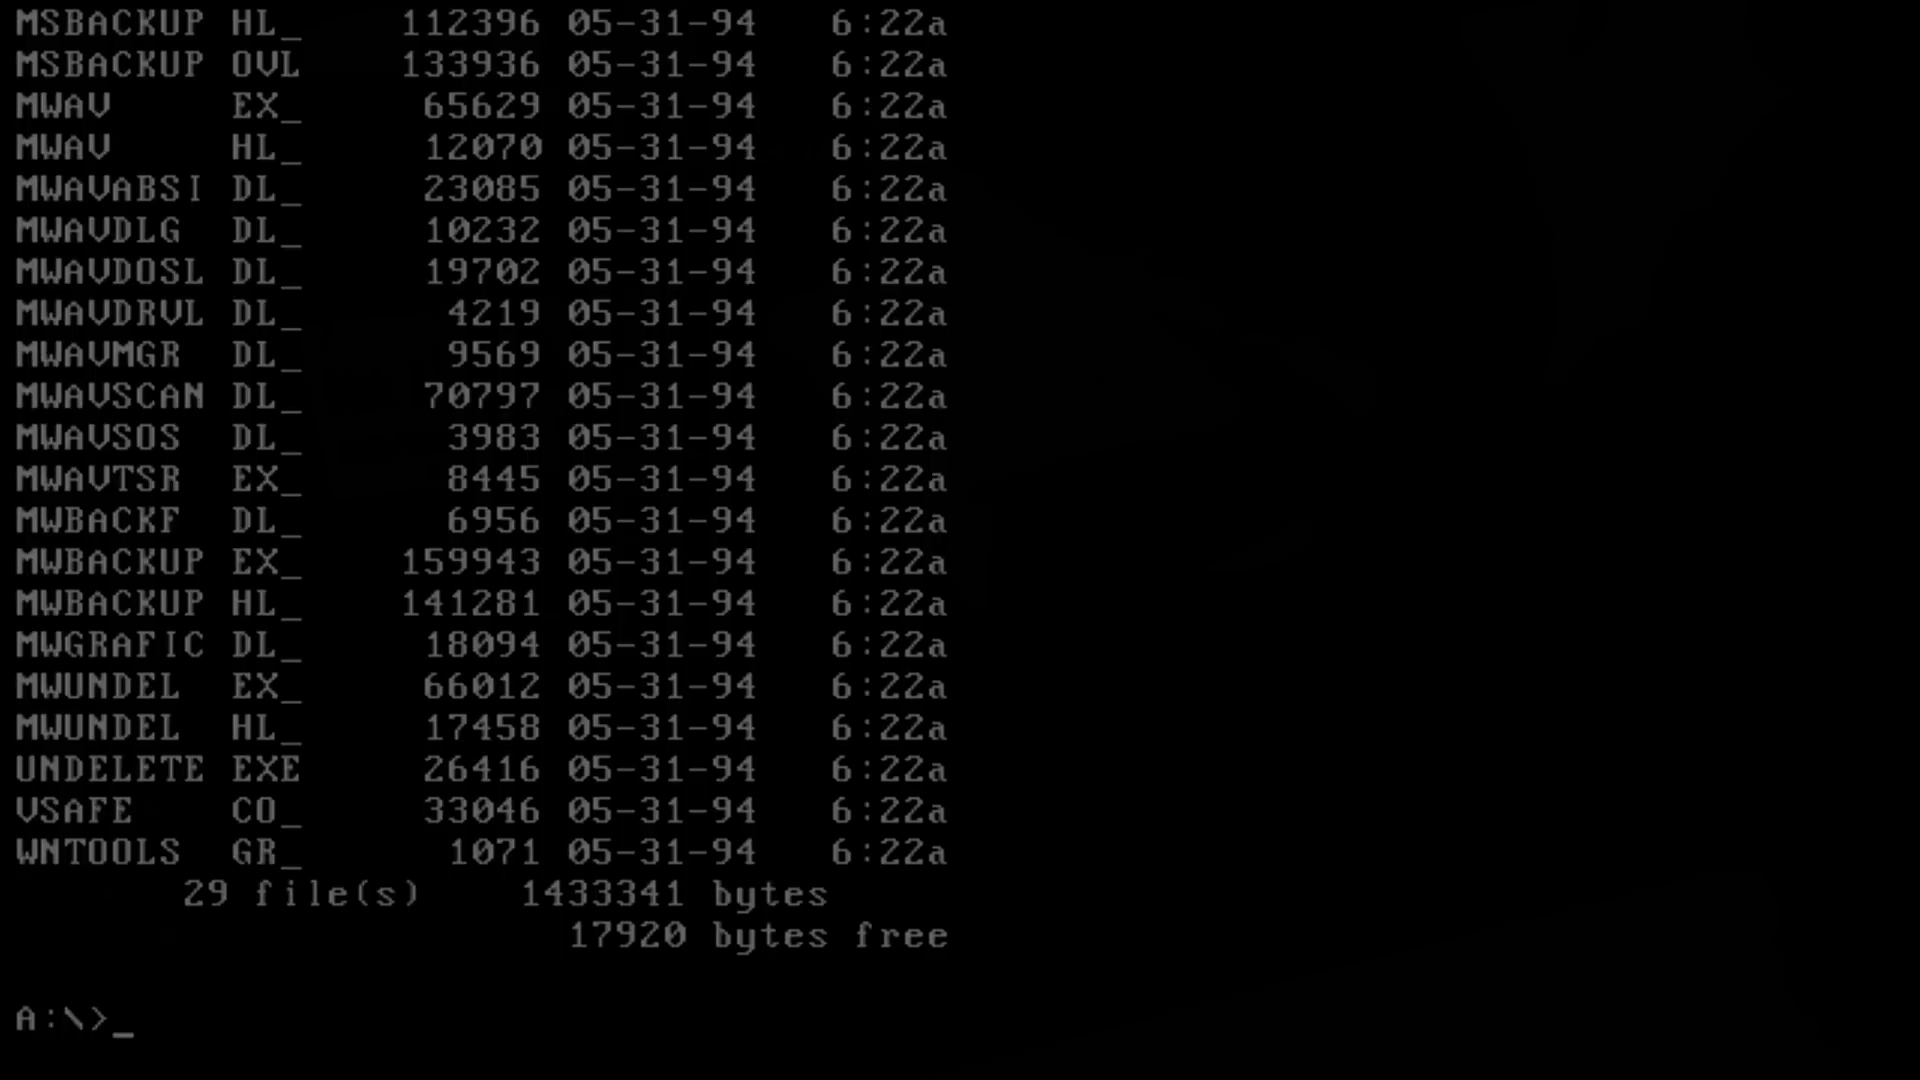 MSBACKUP HL_    112396 05-31-94   6:22a
MSBACKUP OVL    133936 05-31-94   6:22a
MWAV     EX_     65629 05-31-94   6:22a
MWAV     HL_     12070 05-31-94   6:22a
MWAVABSI DL_     23085 05-31-94   6:22a
MWAVDLG  DL_     10232 05-31-94   6:22a
MWAVDOSL DL_     19702 05-31-94   6:22a
MWAVDRVL DL_      4219 05-31-94   6:22a
MWAVMGR  DL_      9569 05-31-94   6:22a
MWAVSCAN DL_     70797 05-31-94   6:22a
MWAVSOS  DL_      3983 05-31-94   6:22a
MWAVTSR  EX_      8445 05-31-94   6:22a
MWBACKF  DL_      6956 05-31-94   6:22a
MWBACKUP EX_    159943 05-31-94   6:22a
MWBACKUP HL_    141281 05-31-94   6:22a
MWGRAFIC DL_     18094 05-31-94   6:22a
MWUNDEL  EX_     66012 05-31-94   6:22a
MWUNDEL  HL_     17458 05-31-94   6:22a
UNDELETE EXE     26416 05-31-94   6:22a
VSAFE    CO_     33046 05-31-94   6:22a
WNTOOLS  GR_      1071 05-31-94   6:22a
       29 file(s)    1433341 bytes
                       17920 bytes free
A:\>_